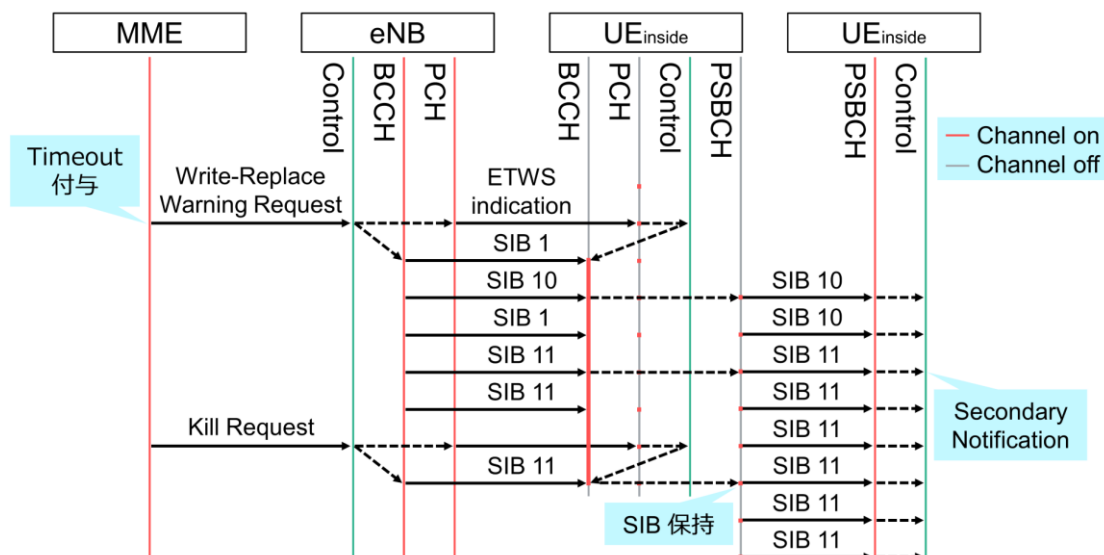 MME
eNB
UEinside
UEinside
Control
BCCH
PCH
BCCH
PCH
Control
PSBCH
PSBCH
Control
Channel on
Channel off
Timeout
付与
Write-Replace
Warning Request
ETWS
indication
SIB 1
SIB 10
SIB 10
SIB 1
SIB 10
SIB 11
SIB 11
SIB 11
SIB 11
Secondary
Notification
Kill Request
SIB 11
SIB 11
SIB 11
SIB 保持
SIB 11